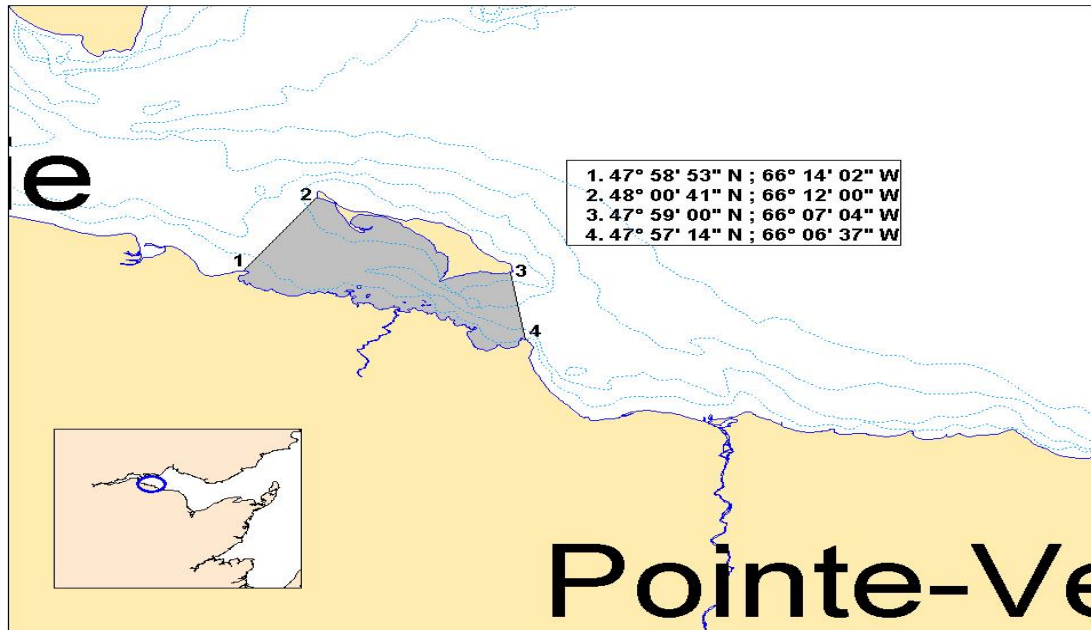 ie
2
1. 47° 58' 53" N ; 66° 14' 02" W
2. 48° 00' 41" N ; 66° 12' 00" W
3. 47° 59' 00" N ; 66° 07' 04" W
4. 47° 57' 14" N ; 66° 06' 37" W
1
3
4
Pointe-Ve